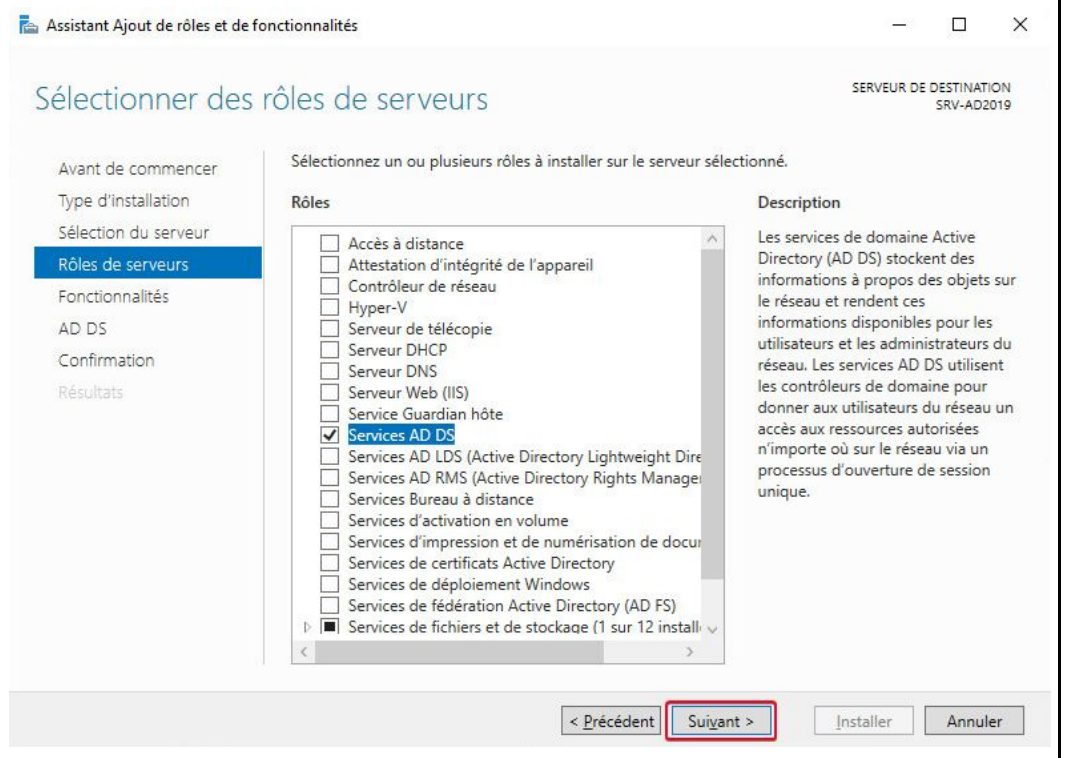 Assistant Ajout de rôles et de fonctionnalités
Sélectionner des rôles de serveurs
SERVEUR DE DESTINATION
SRV-AD2019
Avant de commencer
Type d'installation
Sélection du serveur
Rôles de serveurs
Fonctionnalités
AD DS
Confirmation
Résultats
Sélectionnez un ou plusieurs rôles à installer sur le serveur sélectionné.
Rôles
Accès à distance
Attestation d'intégrité de l'appareil
Contrôleur de réseau
Hyper-V
Serveur de télécopie
Serveur DHCP
Serveur DNS
Serveur Web (IIS)
Service Guardian hôte
Services AD DS
Services AD LDS (Active Directory Lightweight Dire
Services AD RMS (Active Directory Rights Manage
Services Bureau à distance
Services d'activation en volume
Services d'impression et de numérisation de docu
Services de certificats Active Directory
Services de déploiement Windows
Services de fédération Active Directory (AD FS)
Services de fichiers et de stockage (1 sur 12 install
Description
Les services de domaine Active
Directory (AD DS) stockent des
informations à propos des objets sur
le réseau et rendent ces
informations disponibles pour les
utilisateurs et les administrateurs du
réseau. Les services AD DS utilisent
les contrôleurs de domaine pour
donner aux utilisateurs du réseau un
accès aux ressources autorisées
n'importe où sur le réseau via un
processus d'ouverture de session
unique.
< Précédent
Suivant >
Installer
Annuler